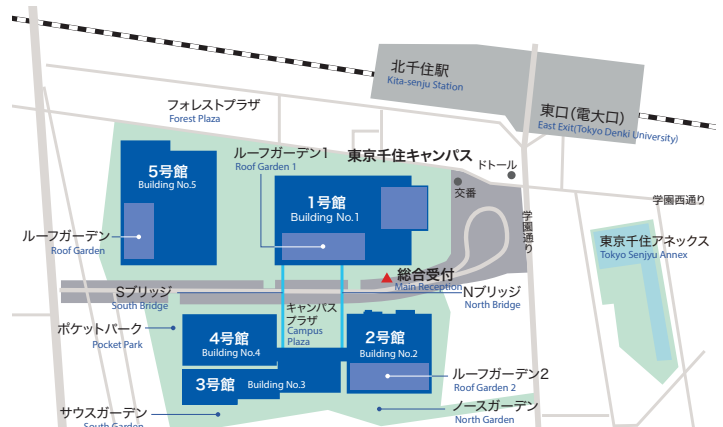 北千住駅
Kita-senju Station
東口(電大口)
East Exit(Tokyo Denki University)
フォレストプラザ
Forest Plaza
ルーフガーデン1
Roof Garden 1
東京千住キャンパス
ドトール
交番
5号館
Building No.5
1号館
Building No.1
学園西通り
学園通り
ルーフガーデン
Roof Garden
東京千住アネックス
Tokyo Senjyu Annex
総合受付
Main Reception
Sブリッジ
South Bridge
Nブリッジ
North Bridge
キャンパス
プラザ
Campus
Plaza
ポケットパーク
Pocket Park
4号館
Building No.4
2号館
Building No.2
3号館
Building No.3
ルーフガーデン2
Roof Garden 2
サウスガーデン
South Garden
ノースガーデン
North Garden